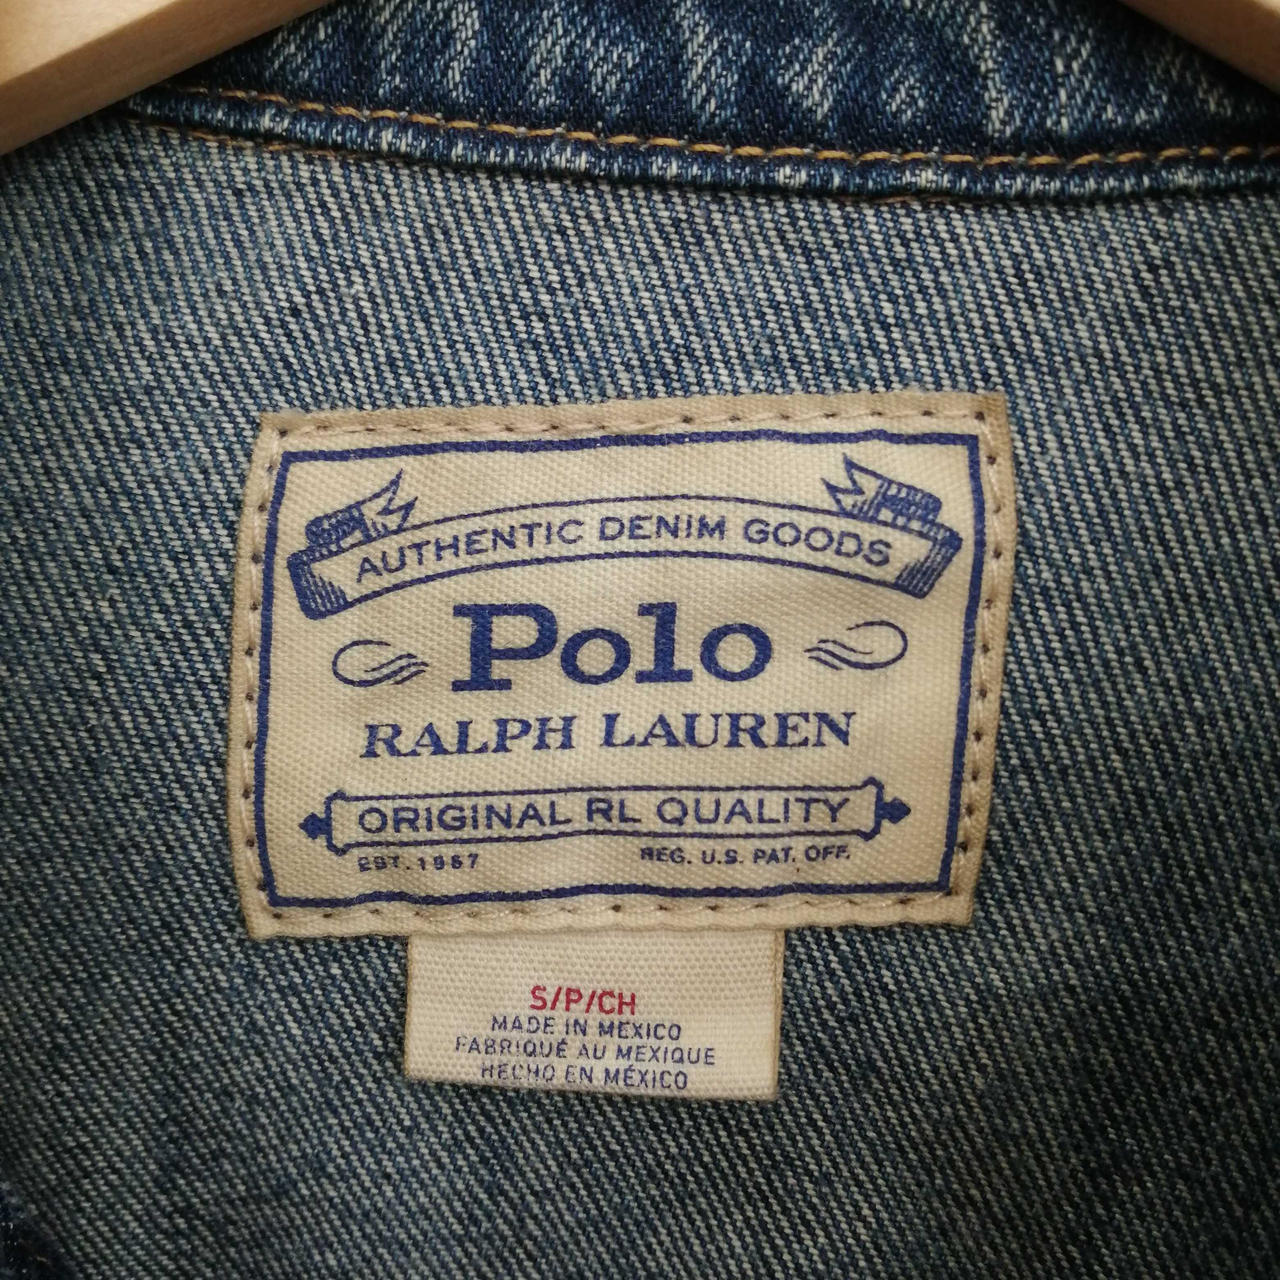 AUTHENTIC DENIM GOODS
Polo
RALPH LAUREN
ORIGINAL RL QUALITY
EST. 1967 REG. U.S. PAT. OFF.
S/P/CH
MADE IN MEXICO
FABRIQUÉ AU MEXIQUE
HECHO EN MÉXICO